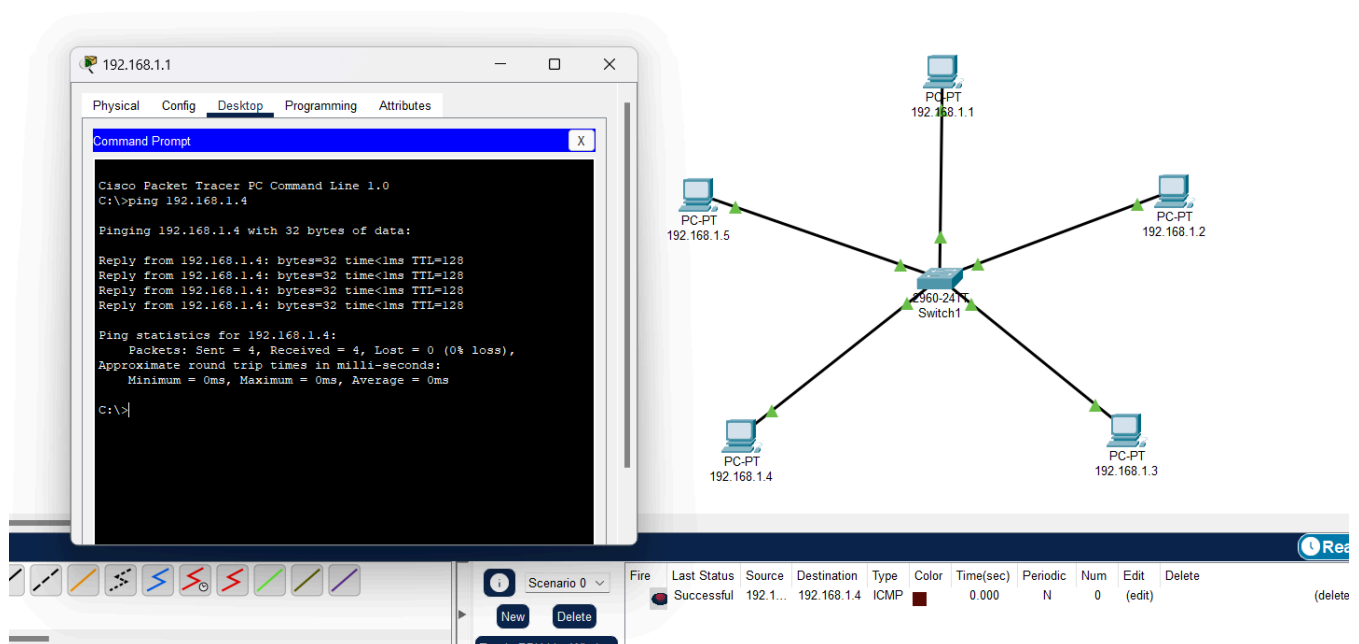 192.168.1.1
Physical Config Desktop Programming Attributes
Command Prompt
X
Cisco Packet Tracer PC Command Line 1.0
C:\>ping 192.168.1.4
Pinging 192.168.1.4 with 32 bytes of data:
Reply from 192.168.1.4: bytes=32 time<1ms TTL=128
Reply from 192.168.1.4: bytes=32 time<1ms TTL=128
Reply from 192.168.1.4: bytes=32 time<1ms TTL=128
Reply from 192.168.1.4: bytes=32 time<1ms TTL=128
Ping statistics for 192.168.1.4:
Packets: Sent = 4, Received = 4, Lost = 0 (0% loss),
Approximate round trip times in milli-seconds:
Minimum = 0ms, Maximum = 0ms, Average = 0ms
C:\>
PC-PT
192.168.1.1
PC-PT
192.168.1.5
PC-PT
192.168.1.2
2960-24TT
Switch1
PC-PT
192.168.1.4
PC-PT
192.168.1.3
Scenario 0
New Delete
Fire Last Status Source Destination Type Color Time(sec) Periodic Num Edit Delete
Successful 192.1... 192.168.1.4 ICMP 0.000 N 0 (edit) (delete